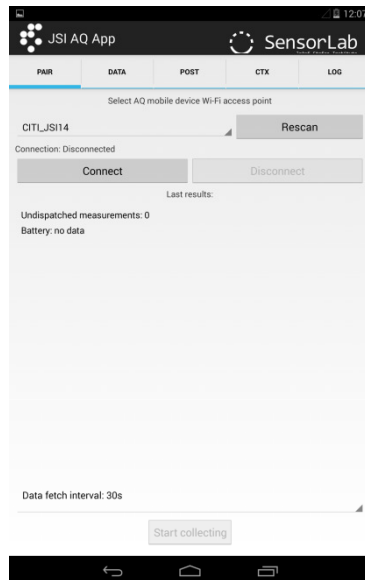 12:07
JSI AQ App
SensorLab
PAIR DATA POST CTX LOG
Select AQ mobile device Wi-Fi access point
CITI_JSI14 Rescan
Connection: Disconnected
Connect Disconnect
Last results:
Undispatched measurements: 0
Battery: no data
Data fetch interval: 30s
Start collecting